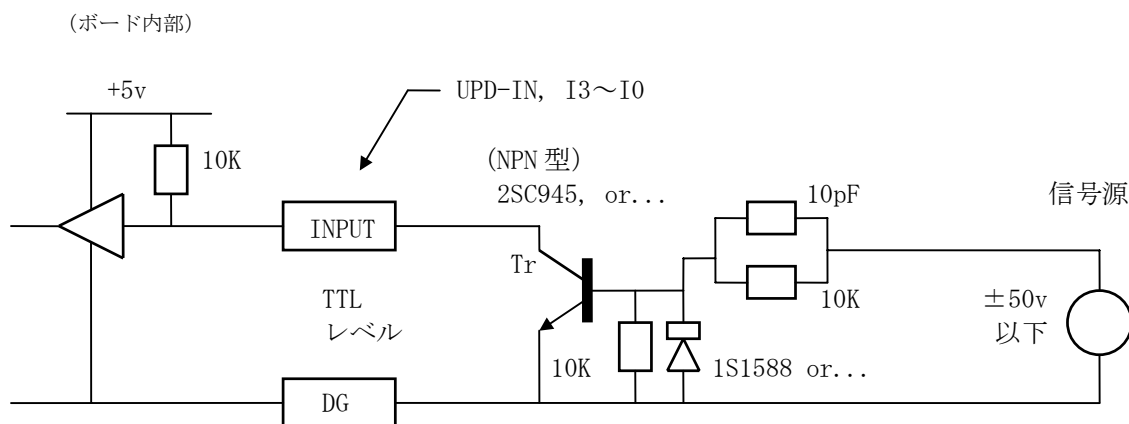 (ボード内部)
+5v
UPD-IN, I3～I0
10K
(NPN 型)
2SC945, or...
10pF
信号源
INPUT
Tr
TTL
レベル
10K
±50v
以下
10K
1S1588 or...
DG